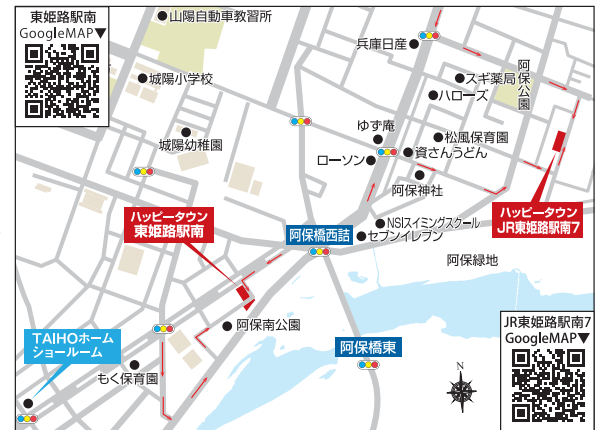 東姫路駅南
GoogleMAP▼
山陽自動車教習所
兵庫日産
城陽小学校
スギ薬局
阿保公園
ハローズ
ゆず庵
松風保育園
城陽幼稚園
ローソン
資さんうどん
阿保神社
ハッピータウン
東姫路駅南
ハッピータウン
JR東姫路駅南7
NSIスイミングスクール
阿保橋西詰
セブンイレブン
阿保緑地
阿保南公園
TAIHOホーム
ショールーム
阿保橋東
もく保育園
N
JR東姫路駅南7
GoogleMAP▼